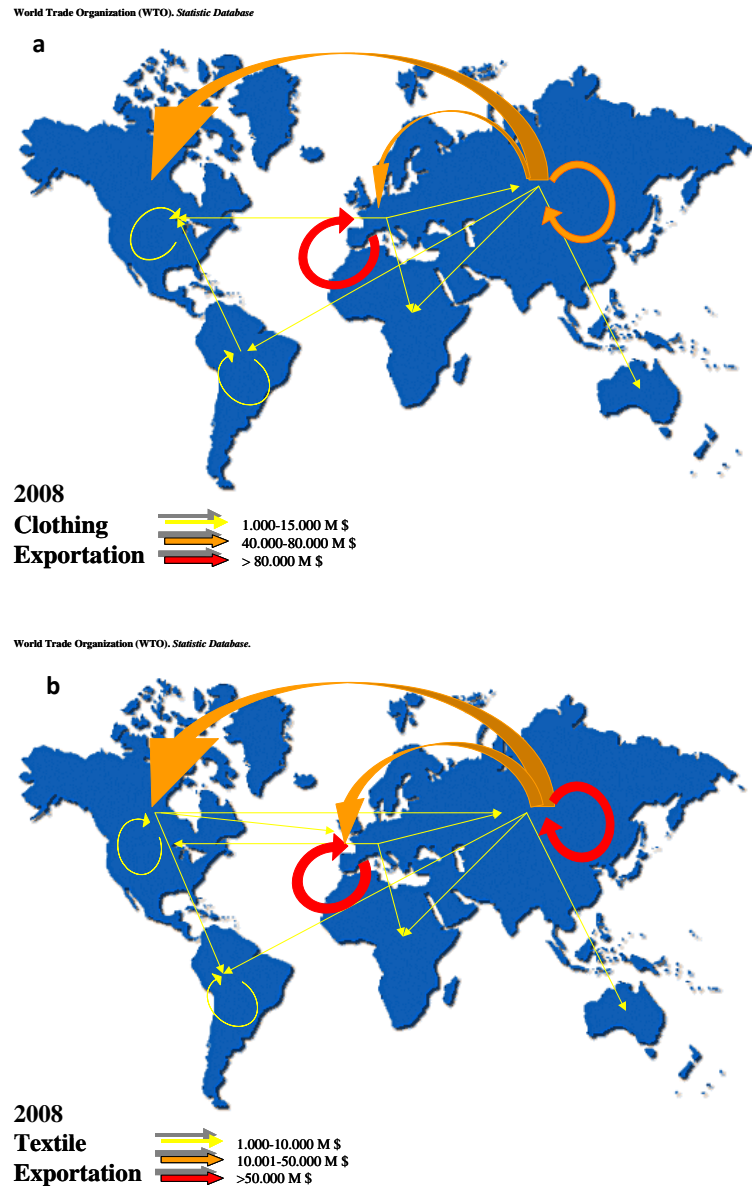 World Trade Organization (WTO). Statistic Database
a
2008
Clothing
Exportation
1.000-15.000 M $
40.000-80.000 M $
> 80.000 M $
World Trade Organization (WTO). Statistic Database.
b
2008
Textile
Exportation
1.000-10.000 M $
10.001-50.000 M $
>50.000 M $